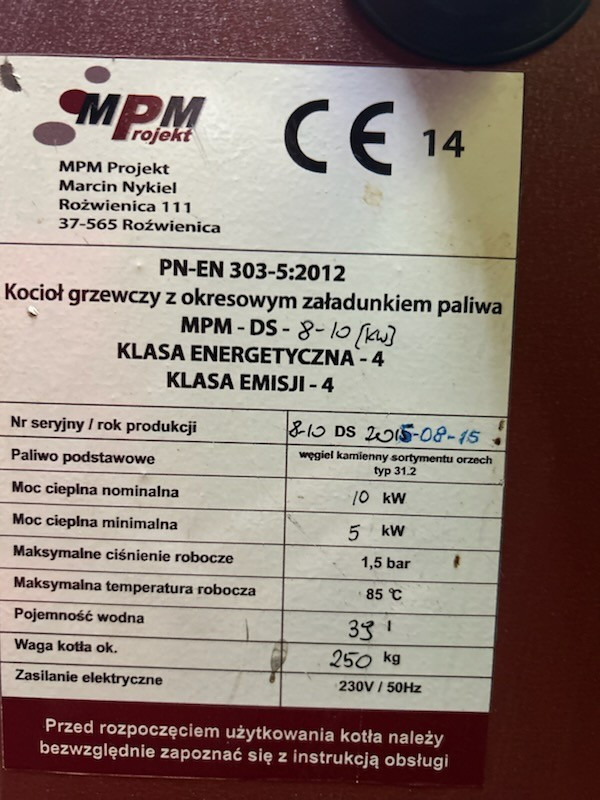 MPM
Projekt
CE 14
MPM Projekt
Marcin Nykiel
Rożwienica 111
37-565 Roźwienica
PN-EN 303-5:2012
Kocioł grzewczy z okresowym załadunkiem paliwa
MPM - DS - 8-10 [kW]
KLASA ENERGETYCZNA - 4
KLASA EMISJI - 4
Nr seryjny / rok produkcji 8-10 DS 2015-08-15
Paliwo podstawowe węgiel kamienny sortymentu orzech
typ 31.2
Moc cieplna nominalna 10 kW
Moc cieplna minimalna 5 kW
Maksymalne ciśnienie robocze 1,5 bar
Maksymalna temperatura robocza 85 °C
Pojemność wodna 39 l
Waga kotła ok. 250 kg
Zasilanie elektryczne 230V / 50Hz
Przed rozpoczęciem użytkowania kotła należy
bezwzględnie zapoznać się z instrukcją obsługi